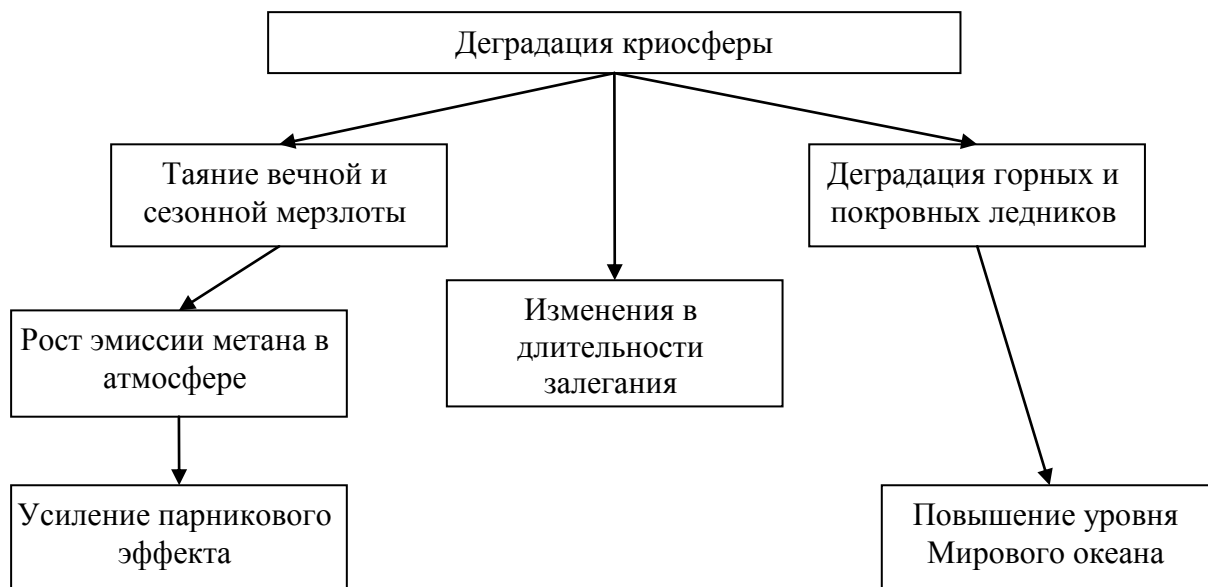 Деградация криосферы
Таяние вечной и
сезонной мерзлоты
Деградация горных и
покровных ледников
Изменения в
длительности
залегания
Рост эмиссии метана в
атмосфере
Усиление парникового
эффекта
Повышение уровня
Мирового океана